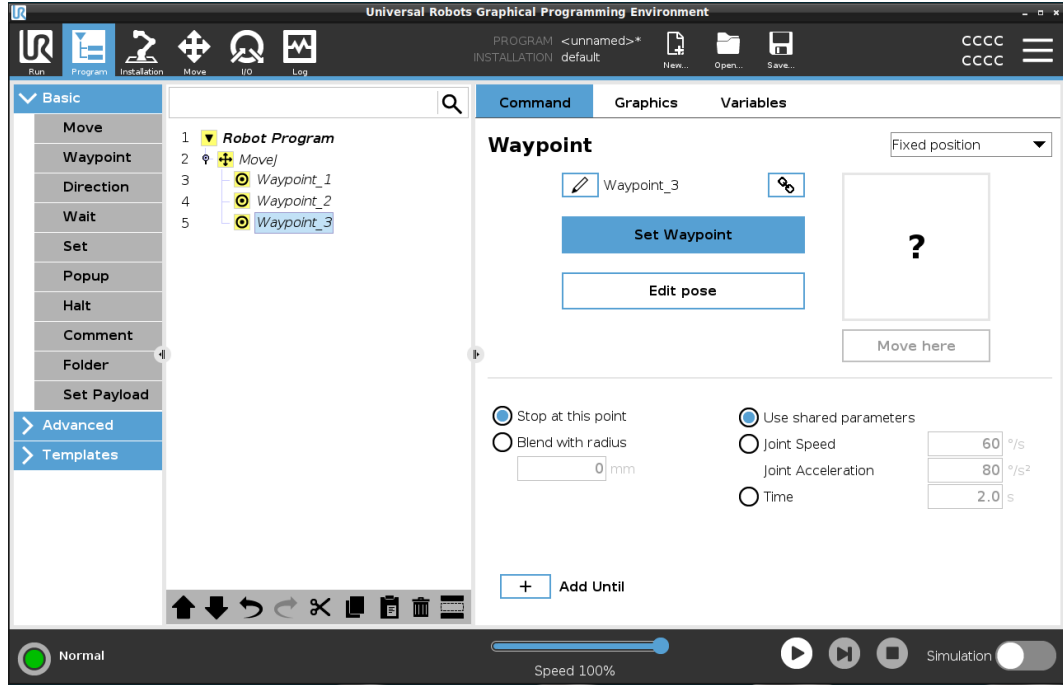 Universal Robots Graphical Programming Environment
UR
Run
Program
Installation
Move
I/O
Log
PROGRAM <unnamed>*
INSTALLATION default
New...
Open...
Save...
CCCC
CCCC
Basic
Move
Waypoint
Direction
Wait
Set
Popup
Halt
Comment
Folder
Set Payload
Advanced
Templates
1 Robot Program
2 MoveJ
3 Waypoint_1
4 Waypoint_2
5 Waypoint_3
Command Graphics Variables
Waypoint
Fixed position
Waypoint_3
Set Waypoint
Edit pose
?
Move here
Stop at this point
Blend with radius
0 mm
Use shared parameters
Joint Speed 60 °/s
Joint Acceleration 80 °/s²
Time 2.0 s
+ Add Until
Normal
Speed 100%
Simulation